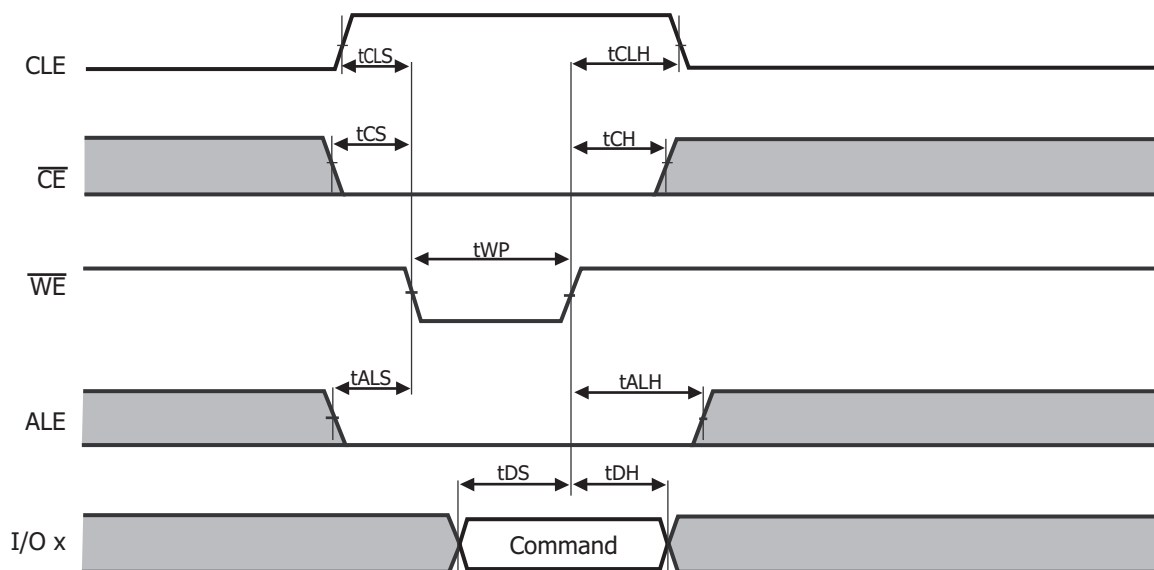 CLE
tCLS
tCLH
CE
tCS
tCH
WE
tWP
ALE
tALS
tALH
I/O x
tDS
tDH
Command